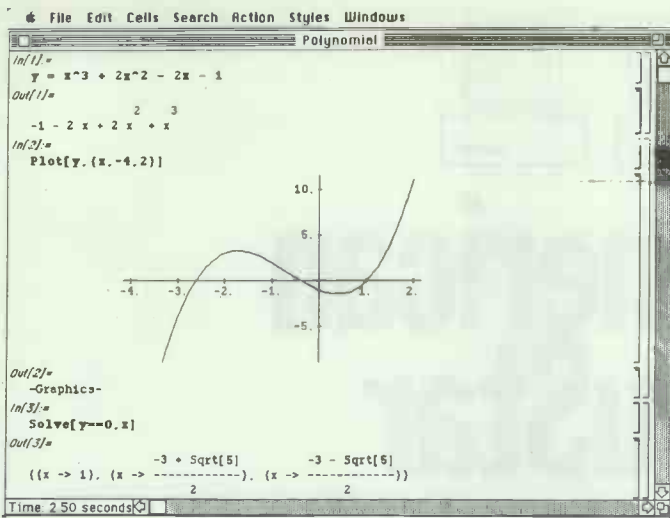 File Edit Cells Search Action Styles Windows
Polynomial
In[1]:=
y = x^3 + 2x^2 - 2x - 1
Out[1]=
2 3
-1 - 2 x + 2 x + x
In[2]:=
Plot[y,{x,-4,2}]
10.
5.
-4. -3. -2. -1. 0. 1. 2.
-5.
Out[2]=
-Graphics-
In[3]:=
Solve[y==0,x]
Out[3]=
-3 + Sqrt[5] -3 - Sqrt[5]
{{x -> 1}, {x -> ------------}, {x -> ------------}}
2 2
Time: 2.50 seconds